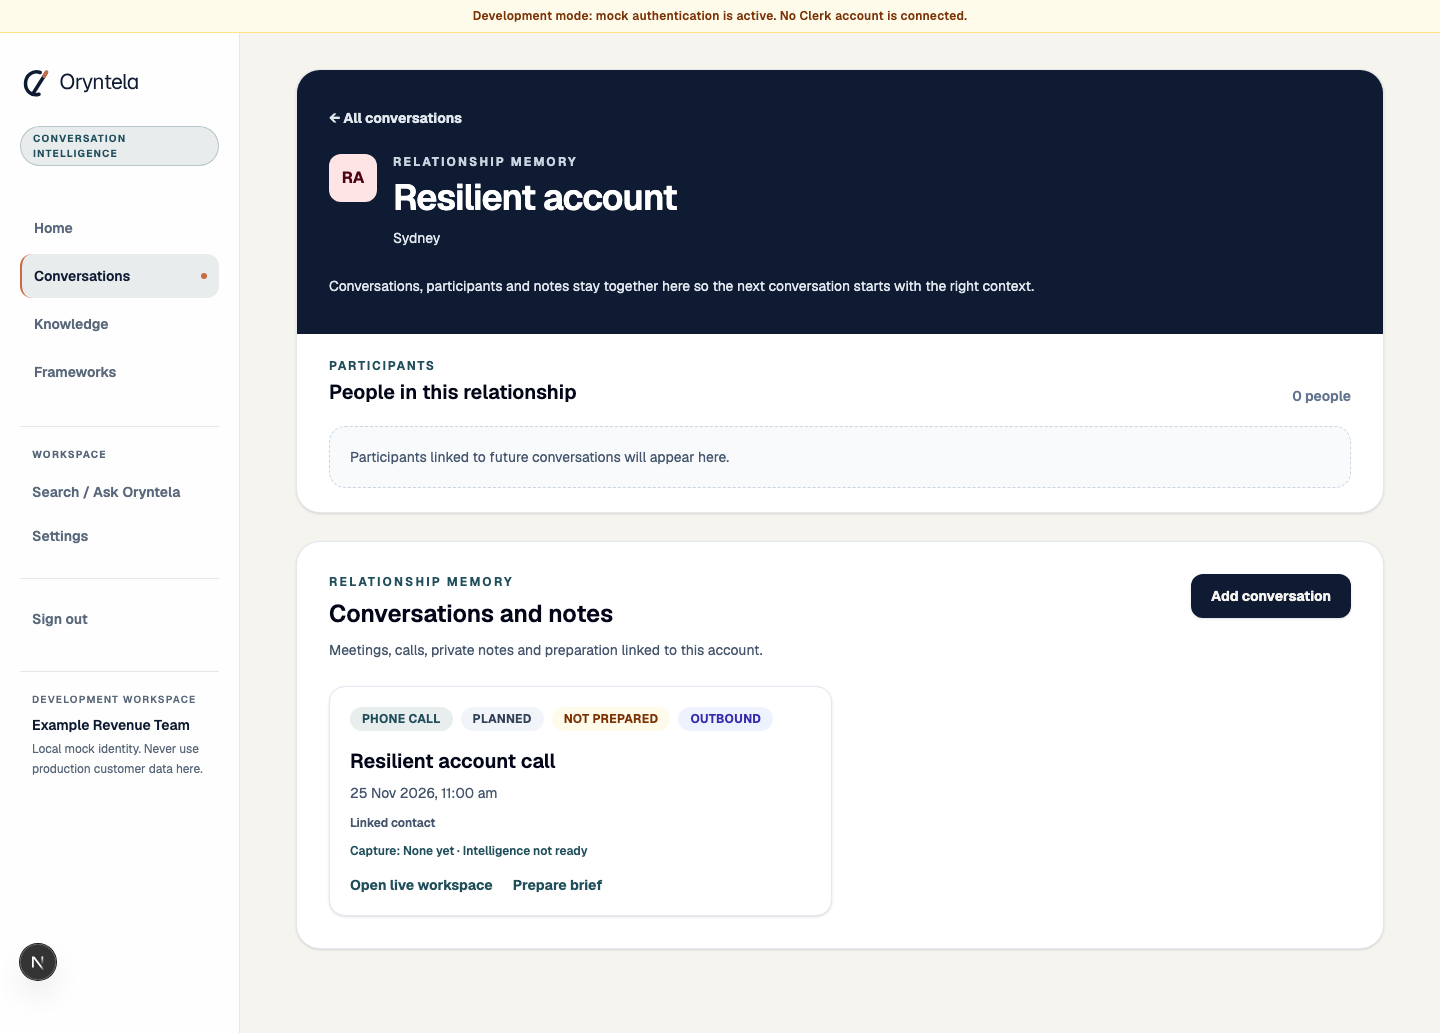 Development mode: mock authentication is active. No Clerk account is connected.
Oryntela
CONVERSATION
INTELLIGENCE
Home
Conversations
Knowledge
Frameworks
WORKSPACE
Search / Ask Oryntela
Settings
Sign out
DEVELOPMENT WORKSPACE
Example Revenue Team
Local mock identity. Never use
production customer data here.
N
← All conversations
RA
RELATIONSHIP MEMORY
Resilient account
Sydney
Conversations, participants and notes stay together here so the next conversation starts with the right context.
PARTICIPANTS
People in this relationship
0 people
Participants linked to future conversations will appear here.
RELATIONSHIP MEMORY
Conversations and notes
Add conversation
Meetings, calls, private notes and preparation linked to this account.
PHONE CALL PLANNED NOT PREPARED OUTBOUND
Resilient account call
25 Nov 2026, 11:00 am
Linked contact
Capture: None yet · Intelligence not ready
Open live workspace Prepare brief